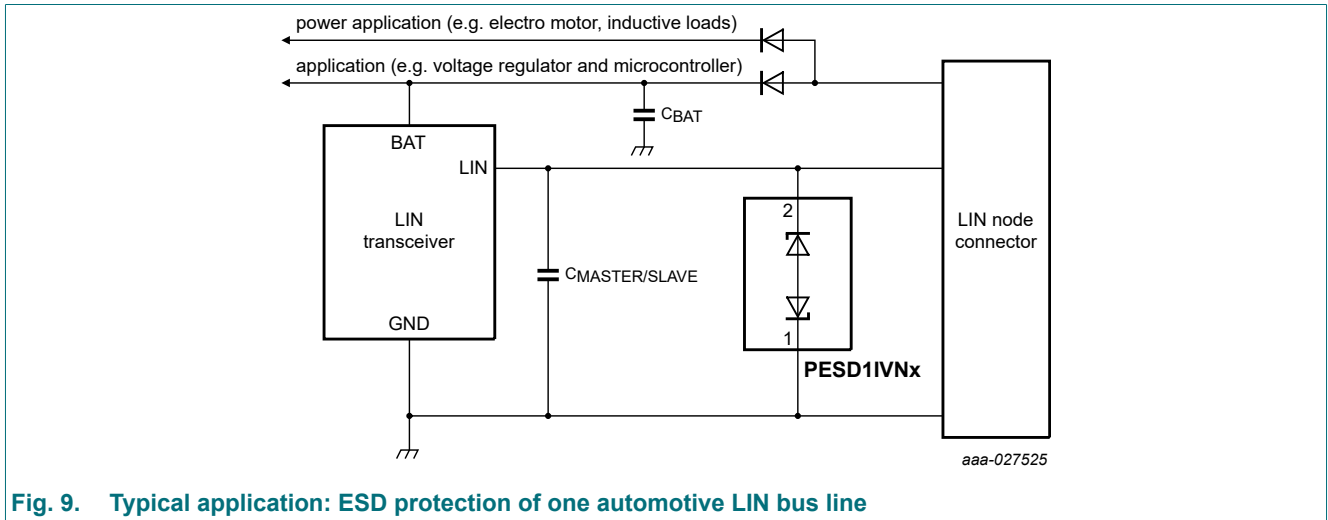 power application (e.g. electro motor, inductive loads)
application (e.g. voltage regulator and microcontroller)
CBAT
BAT
LIN
LIN
transceiver
GND
CMASTER/SLAVE
2
1
PESD1IVNx
LIN node
connector
aaa-027525
Fig. 9. Typical application: ESD protection of one automotive LIN bus line